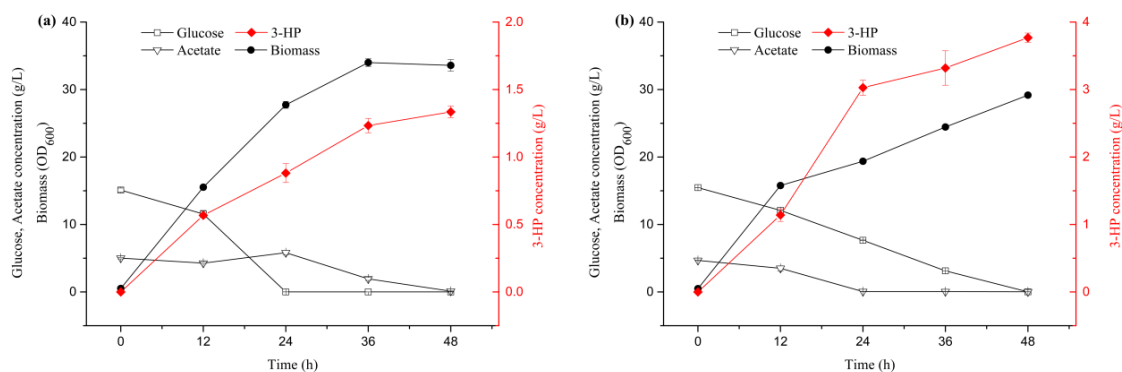 (a)
Glucose
3-HP
Acetate
Biomass
40
30
20
10
0
2.0
1.5
1.0
0.5
0.0
0
12
24
36
48
Time (h)
Glucose, Acetate concentration (g/L)
Biomass (OD600)
3-HP concentration (g/L)
(b)
Glucose
3-HP
Acetate
Biomass
40
30
20
10
0
4
3
2
1
0
0
12
24
36
48
Time (h)
Glucose, Acetate concentration (g/L)
Biomass (OD600)
3-HP concentration (g/L)